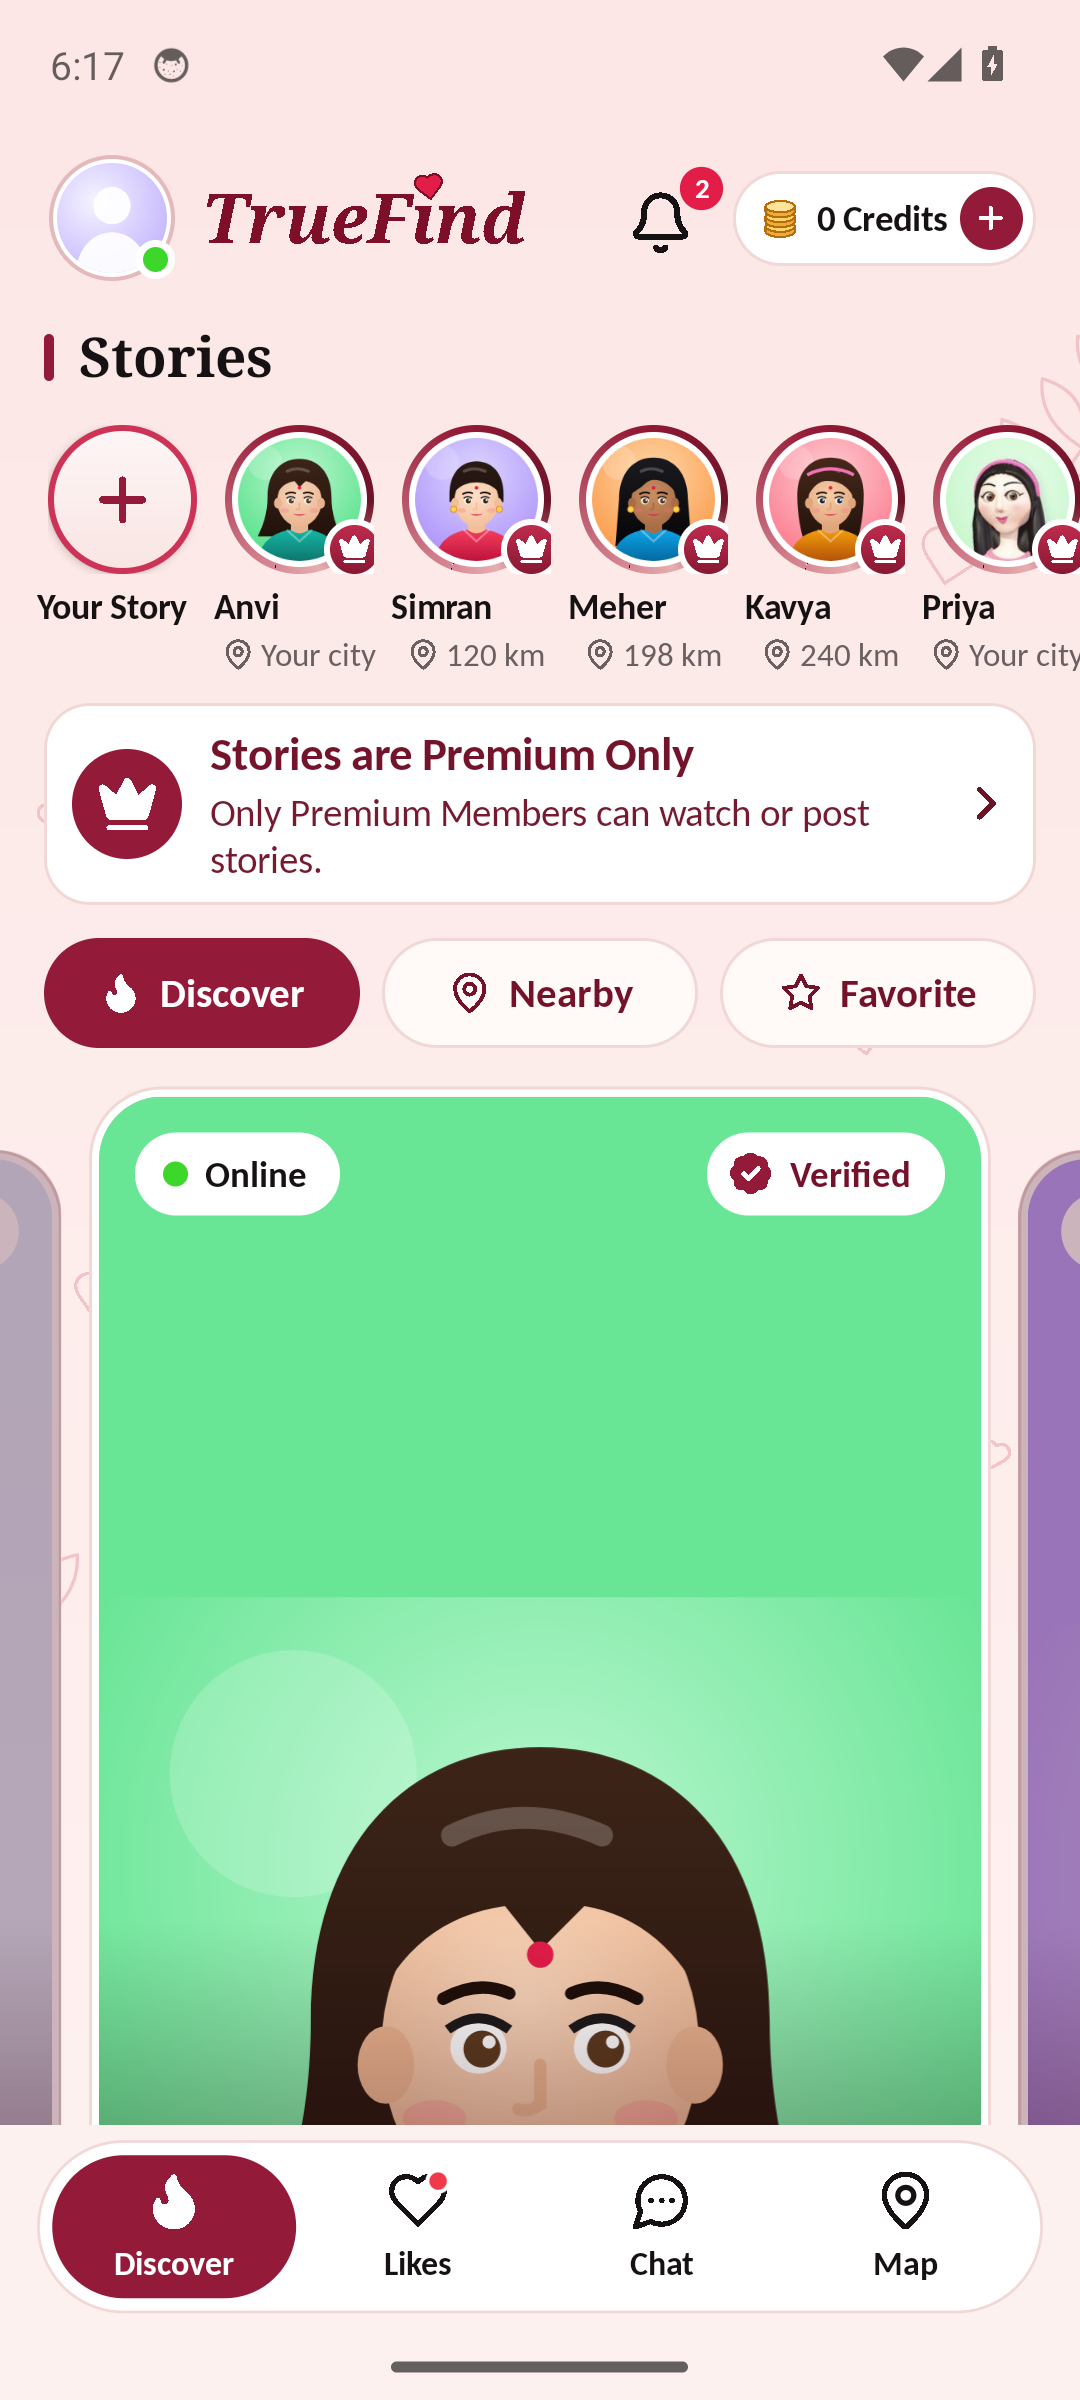 6:17
TrueFind
2
0 Credits
Stories
Your Story
Anvi
Simran
Meher
Kavya
Priya
Your city
120 km
198 km
240 km
Your city
Stories are Premium Only
Only Premium Members can watch or post
stories.
Discover
Nearby
Favorite
Online
Verified
Discover
Likes
Chat
Map